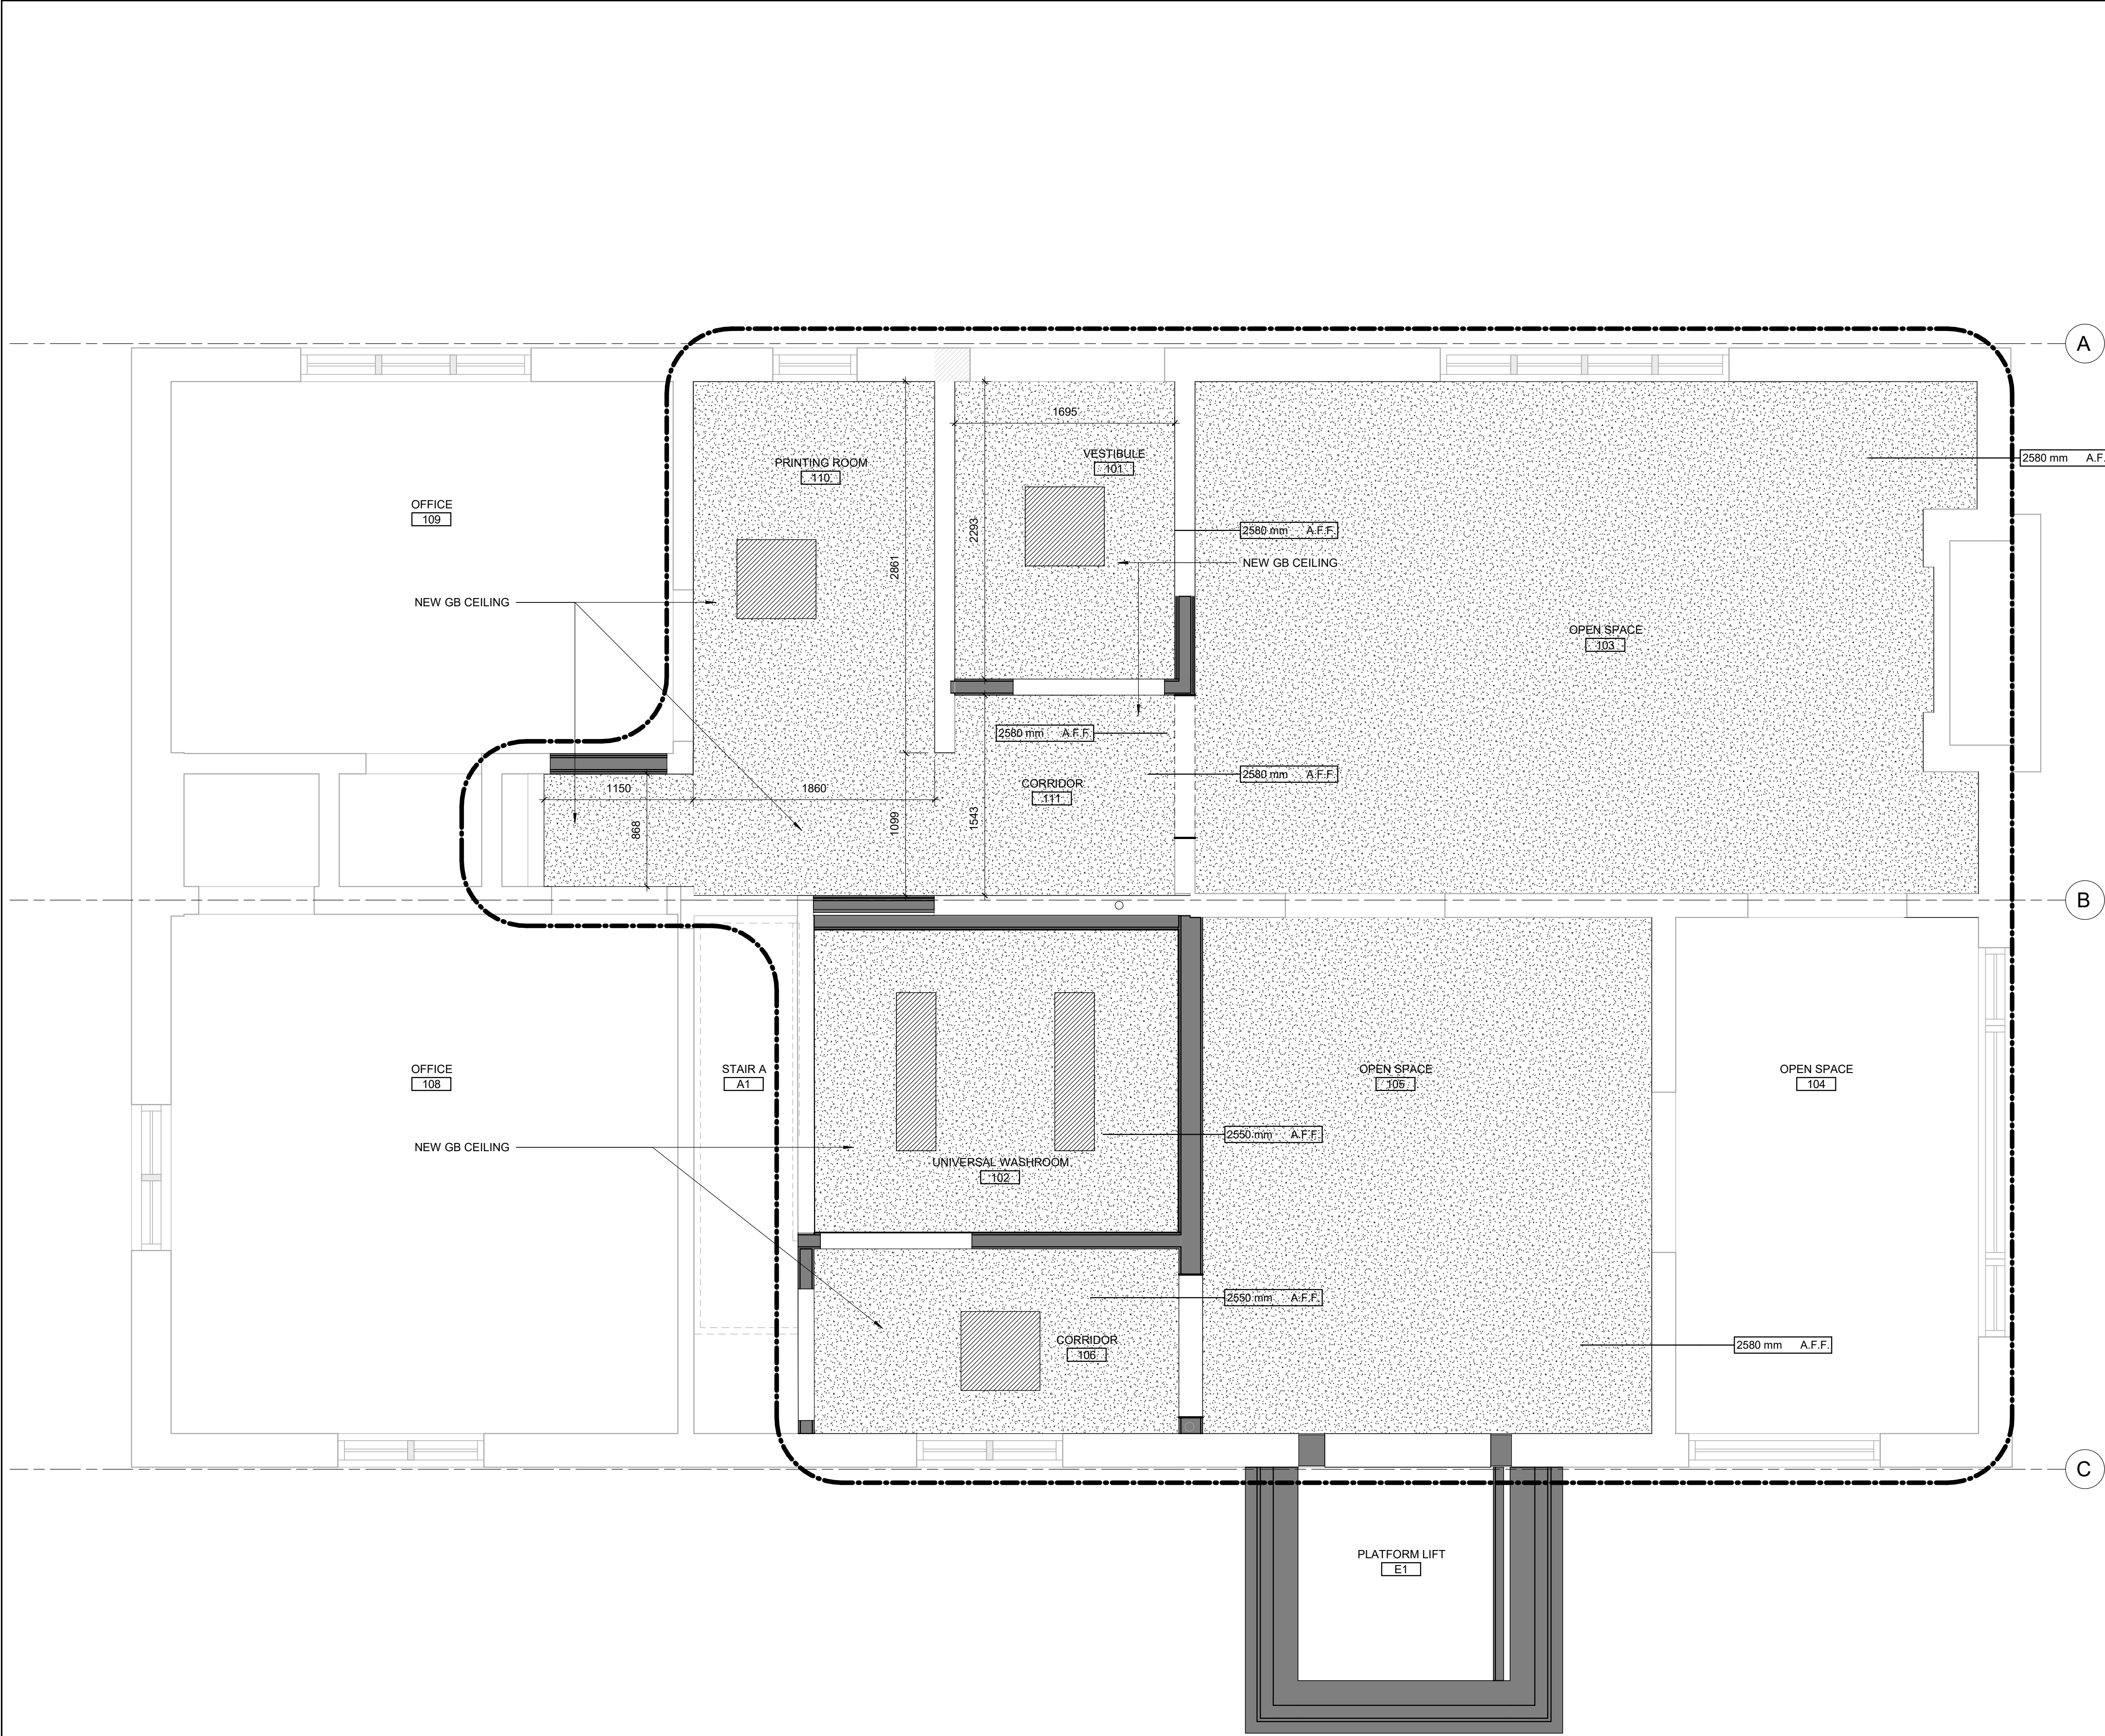 A
1695
PRINTING ROOM
110
VESTIBULE
101
2580 mm A.F.
OFFICE
109
2293
2580 mm A.F.F.
2861
NEW GB CEILING
NEW GB CEILING
OPEN SPACE
103
2580 mm A.F.F.
2580 mm A.F.F.
CORRIDOR
111
1150
1860
868
1099
1543
B
OFFICE
108
STAIR A
A1
OPEN SPACE
105
OPEN SPACE
104
2550 mm A.F.F.
NEW GB CEILING
UNIVERSAL WASHROOM
102
2550 mm A.F.F.
CORRIDOR
106
2580 mm A.F.F.
C
PLATFORM LIFT
E1